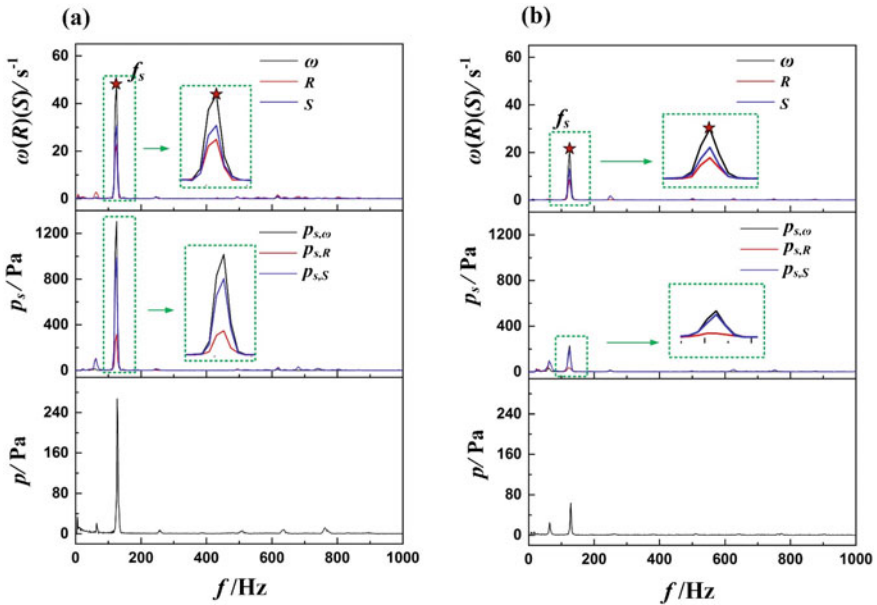 (a)
ω(R)(S)/ s⁻¹
60
40
20
0
f_s
ω
R
S
p_s / Pa
1200
800
400
0
p_s,ω
p_s,R
p_s,S
p/ Pa
240
160
80
0
0 200 400 600 800 1000
f /Hz
(b)
ω(R)(S)/ s⁻¹
60
40
20
0
f_s
ω
R
S
p_s / Pa
1200
800
400
0
p_s,ω
p_s,R
p_s,S
p/ Pa
240
160
80
0
0 200 400 600 800 1000
f /Hz